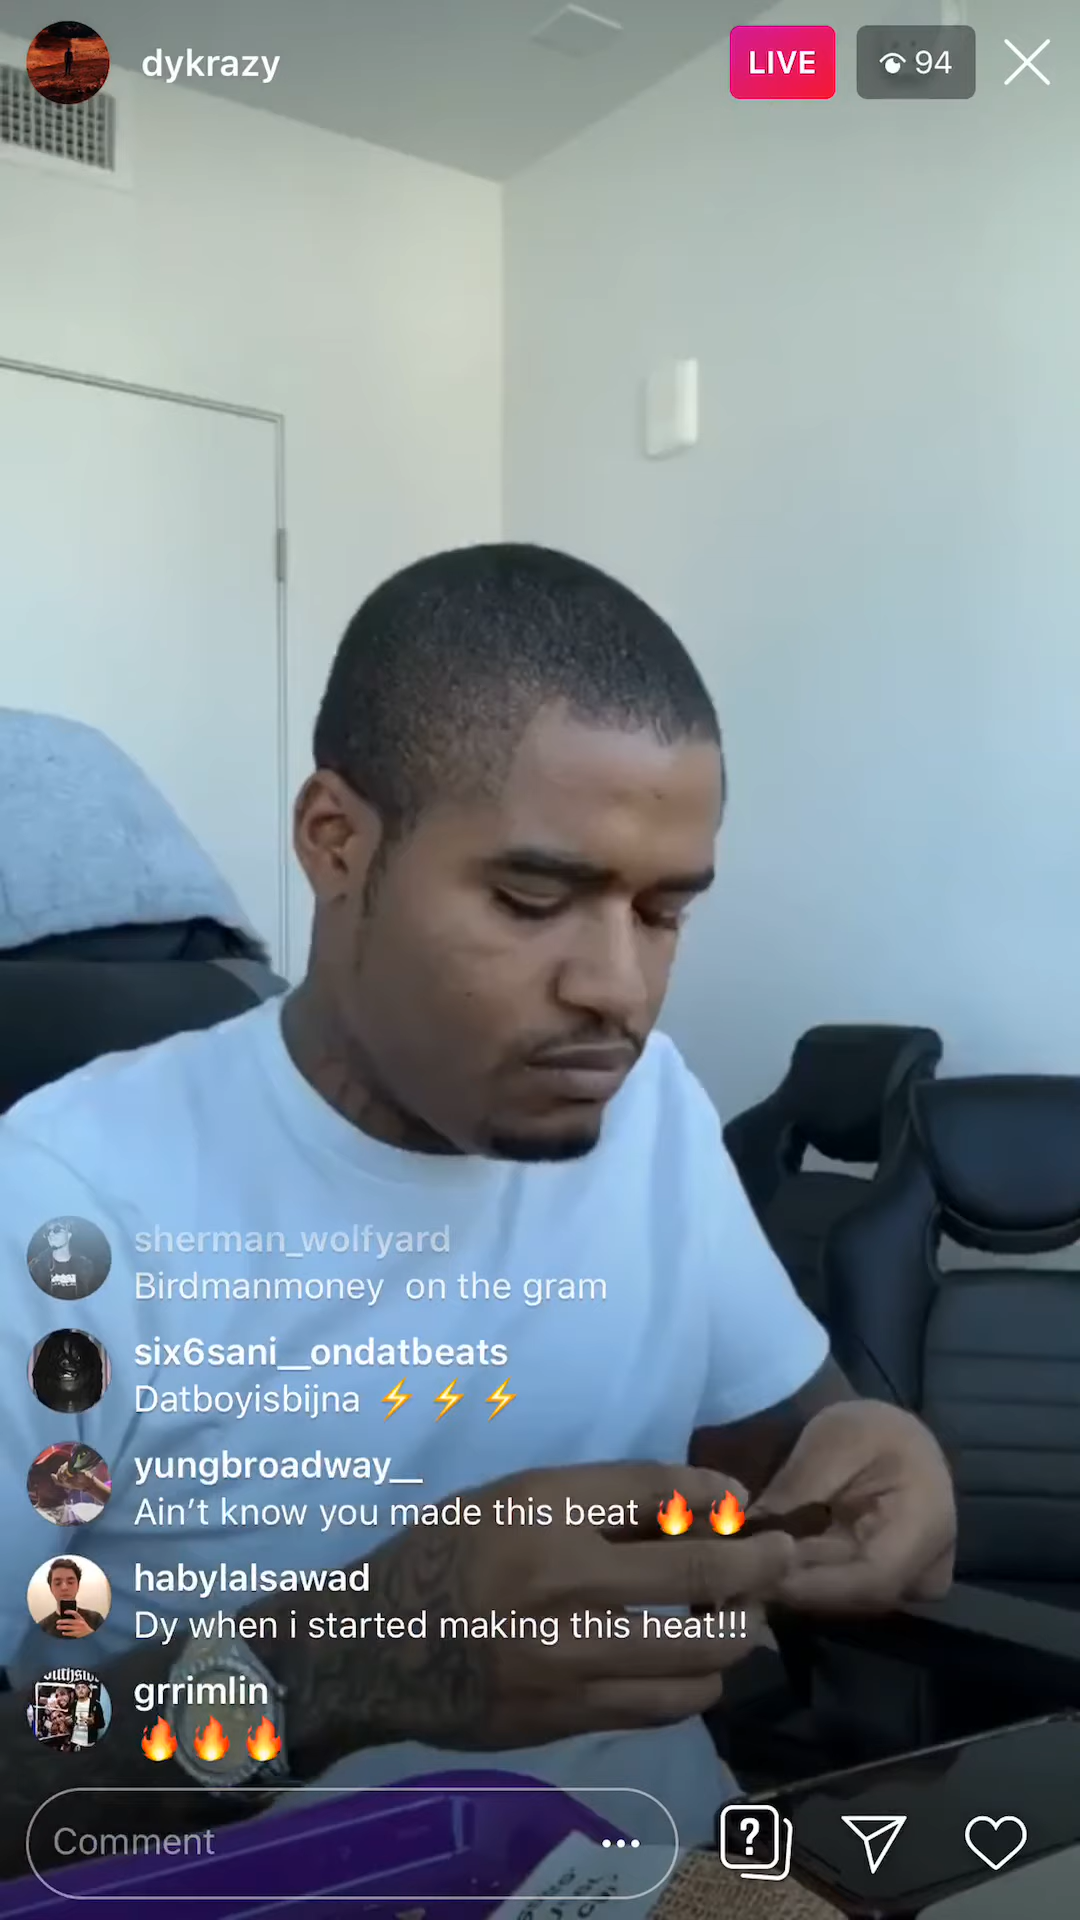 dykrazy
LIVE
94
sherman_wolfyard
Birdmanmoney on the gram
six6sani__ondatbeats
Datboyisbijna ⚡⚡⚡
yungbroadway__
Ain’t know you made this beat 🔥🔥
habylalsawad
Dy when i started making this heat!!!
grrimlin
🔥🔥🔥
Comment